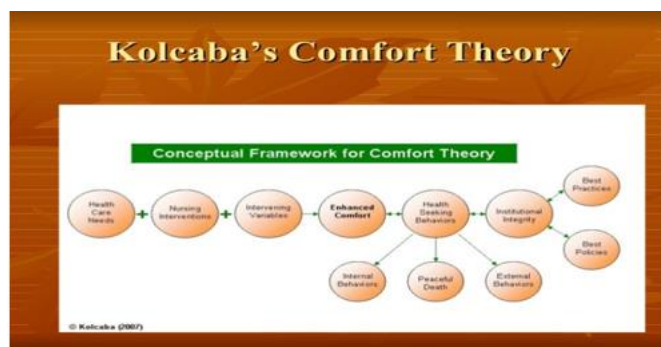 Kolcaba's Comfort Theory
Conceptual Framework for Comfort Theory
Health
Care
Needs
+
Nursing
Interventions
+
Intervening
Variables
Enhanced
Comfort
Health
Seeking
Behaviors
Institutional
Integrity
Best
Practices
Best
Policies
Internal
Behaviors
Peaceful
Death
External
Behaviors
© Kolcaba (2007)